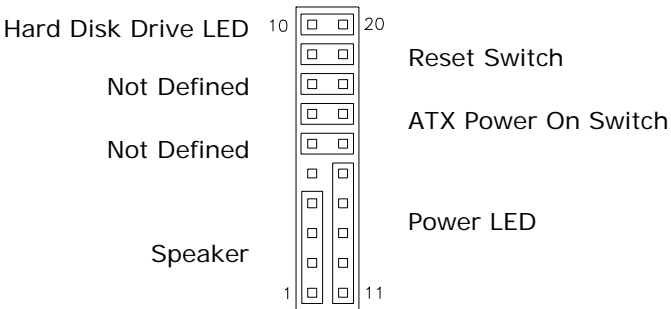 Hard Disk Drive LED 10 20
Reset Switch
Not Defined
ATX Power On Switch
Not Defined
Power LED
Speaker
1 11